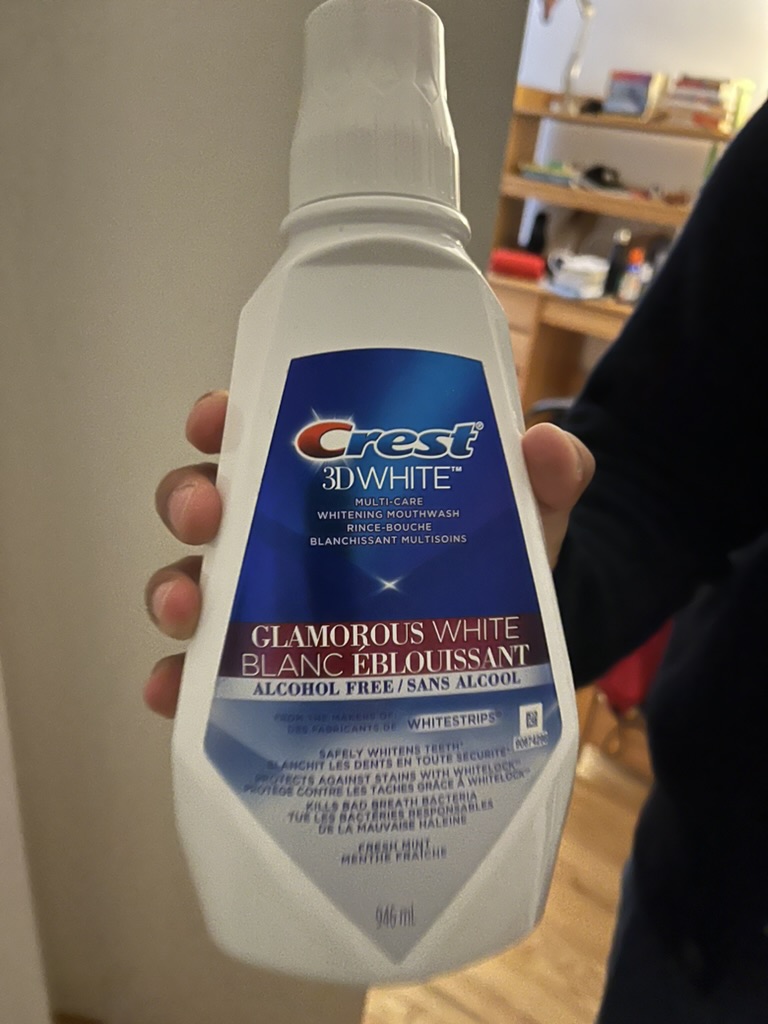 Crest®
3D WHITE™
MULTI-CARE
WHITENING MOUTHWASH
RINCE-BOUCHE
BLANCHISSANT MULTISOINS
GLAMOROUS WHITE
BLANC ÉBLOUISSANT
ALCOHOL FREE / SANS ALCOOL
FROM THE MAKERS OF:
DES FABRICANTS DE
WHITESTRIPS®
SAFELY WHITENS TEETH*
BLANCHIT LES DENTS EN TOUTE SÉCURITÉ*
PROTECTS AGAINST STAINS WITH WHITELOCK™
PROTÈGE CONTRE LES TACHES GRÂCE À WHITELOCK™
KILLS BAD BREATH BACTERIA
TUE LES BACTÉRIES RESPONSABLES
DE LA MAUVAISE HALEINE
FRESH MINT
MENTHE FRAÎCHE
946 mL